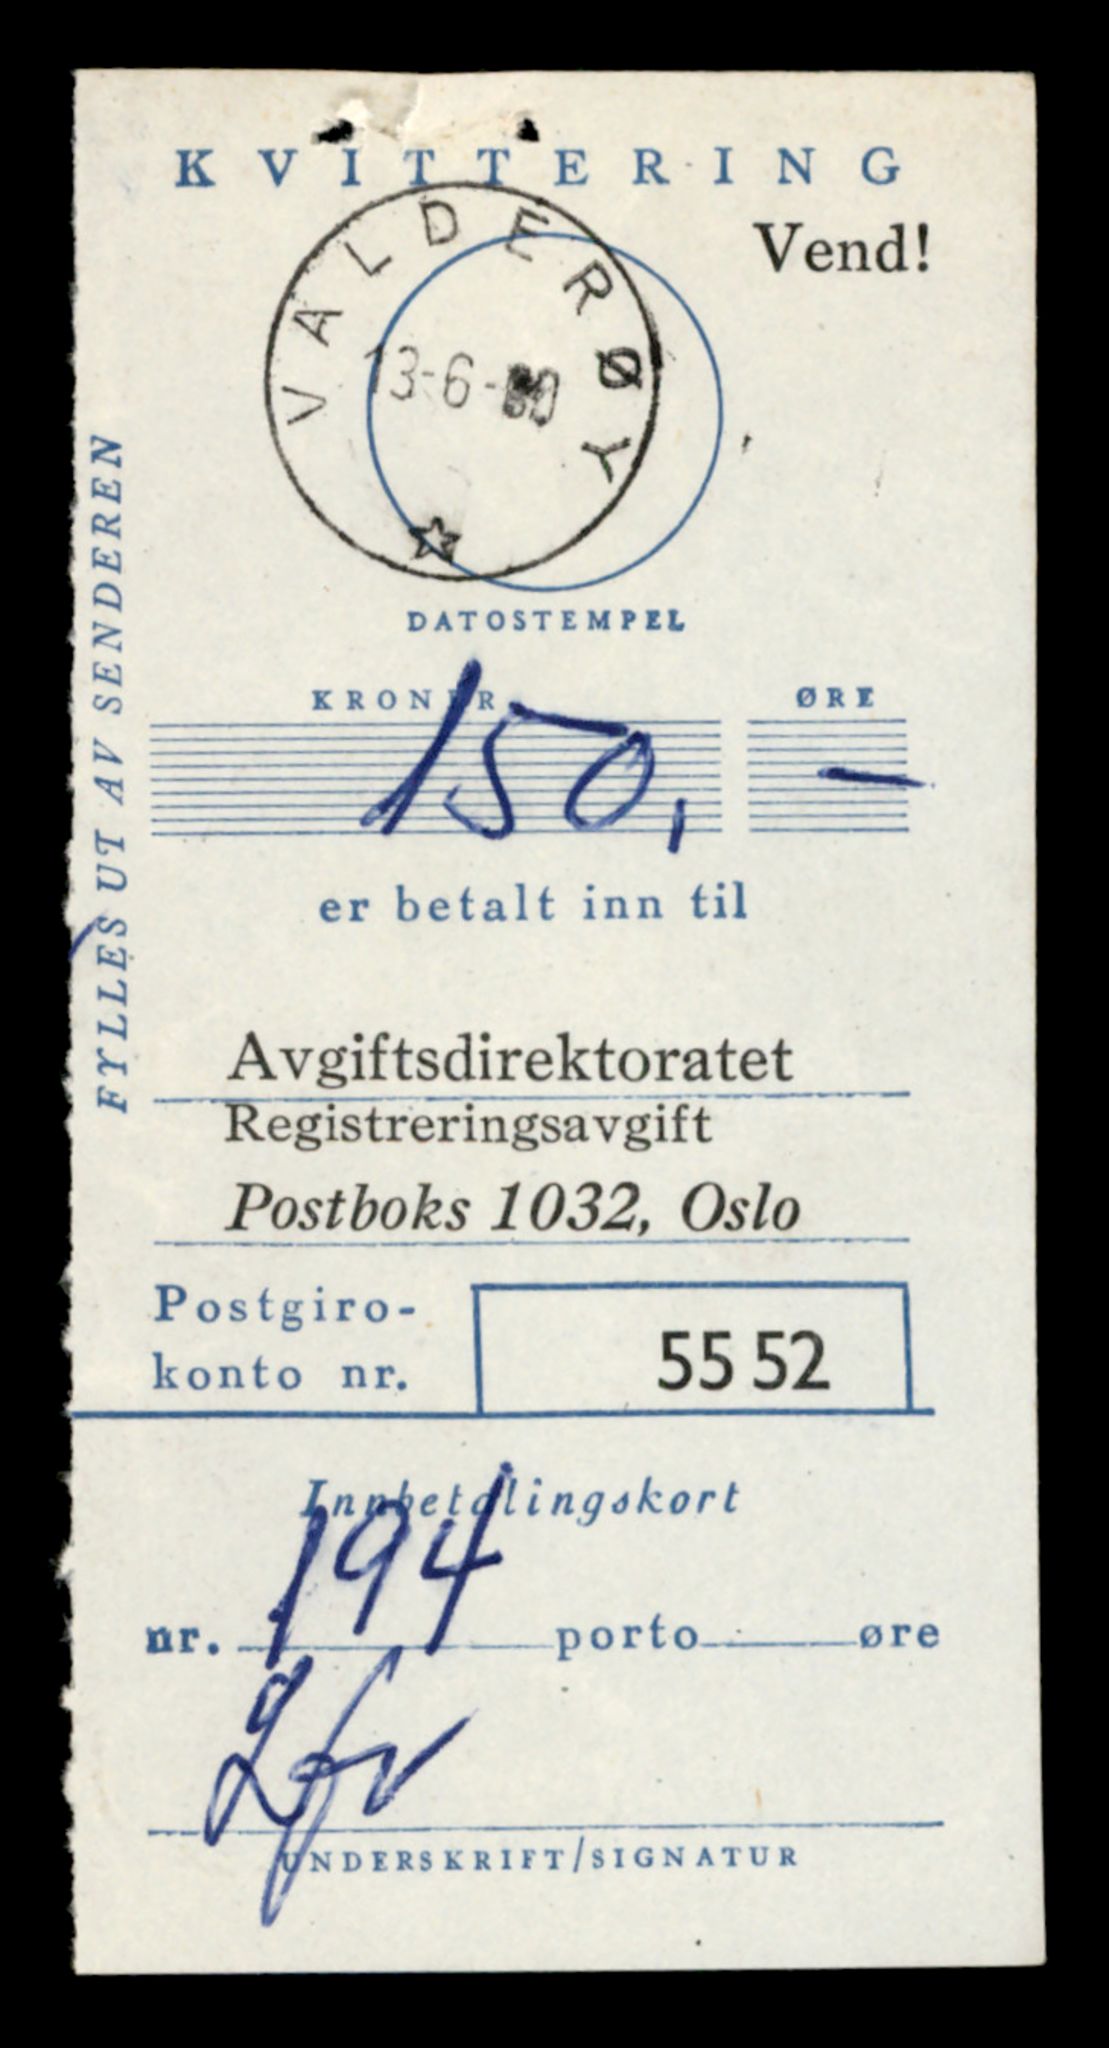 KVITTERING
Vend!
VALDERØY
13-6-
DATOSTEMPEL
FYLLES UT AV SENDEREN
KRONER ØRE
150, —
er betalt inn til
Avgiftsdirektoratet
Registreringsavgift
Postboks 1032, Oslo
Postgiro-
konto nr. 55 52
Innbetalingskort
nr. 194 porto øre
UNDERSKRIFT/SIGNATUR